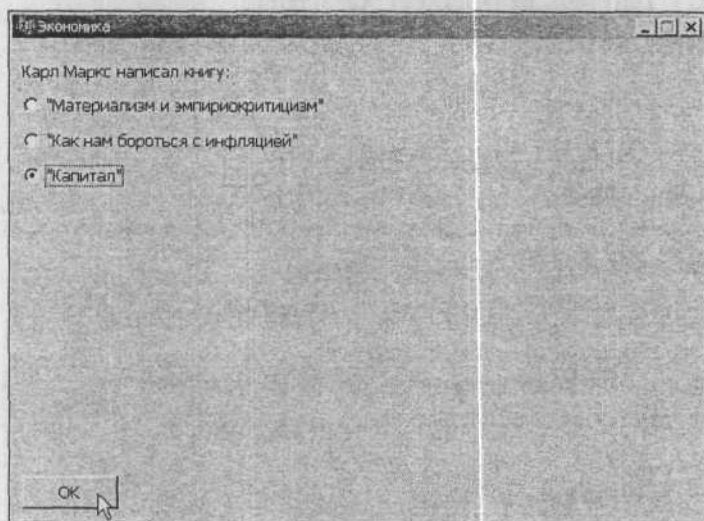 Экономика
Карл Маркс написал книгу:
"Материализм и эмпириокритицизм"
"Как нам бороться с инфляцией"
"Капитал"
OK